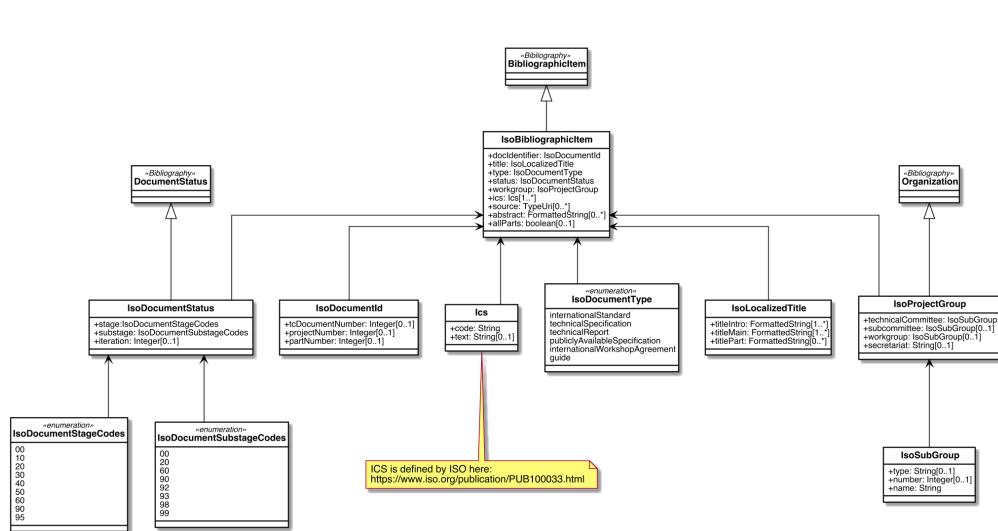 «Bibliography»
BibliographicItem
IsoBibliographicItem
+docIdentifier: IsoDocumentId
+title: IsoLocalizedTitle
+type: IsoDocumentType
+status: IsoDocumentStatus
+workgroup: IsoProjectGroup
+ics: Ics[1..*]
+source: TypeUri[0..*]
+abstract: FormattedString[0..*]
+allParts: boolean[0..1]
«Bibliography»
DocumentStatus
«Bibliography»
Organization
IsoDocumentStatus
+stage:IsoDocumentStageCodes
+substage: IsoDocumentSubstageCodes
+iteration: Integer[0..1]
IsoDocumentId
+tcDocumentNumber: Integer[0..1]
+projectNumber: Integer[0..1]
+partNumber: Integer[0..1]
Ics
+code: String
+text: String[0..1]
«enumeration»
IsoDocumentType
internationalStandard
technicalSpecification
technicalReport
publiclyAvailableSpecification
internationalWorkshopAgreement
guide
IsoLocalizedTitle
+titleIntro: FormattedString[1..*]
+titleMain: FormattedString[1..*]
+titlePart: FormattedString[0..*]
IsoProjectGroup
+technicalCommittee: IsoSubGroup
+subcommittee: IsoSubGroup[0..1]
+workgroup: IsoSubGroup[0..1]
+secretariat: String[0..1]
«enumeration»
IsoDocumentStageCodes
00
10
20
30
40
50
60
90
95
«enumeration»
IsoDocumentSubstageCodes
00
20
60
90
92
93
98
99
ICS is defined by ISO here:
https://www.iso.org/publication/PUB100033.html
IsoSubGroup
+type: String[0..1]
+number: Integer[0..1]
+name: String